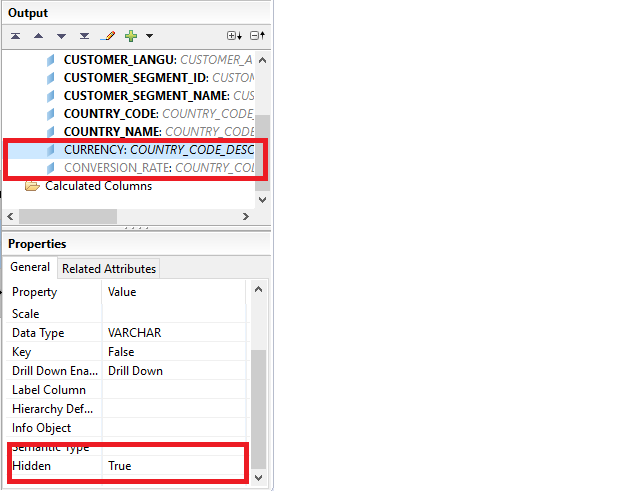 Output
CUSTOMER_LANGU: CUSTOMER_A
CUSTOMER_SEGMENT_ID: CUSTOM
CUSTOMER_SEGMENT_NAME: CUS
COUNTRY_CODE: COUNTRY_CODE_
COUNTRY_NAME: COUNTRY_CODE
CURRENCY: COUNTRY_CODE_DESC
CONVERSION_RATE: COUNTRY_COD
Calculated Columns
Properties
General Related Attributes
Property Value
Scale
Data Type VARCHAR
Key False
Drill Down Ena... Drill Down
Label Column
Hierarchy Def...
Info Object
Semantic Type
Hidden True